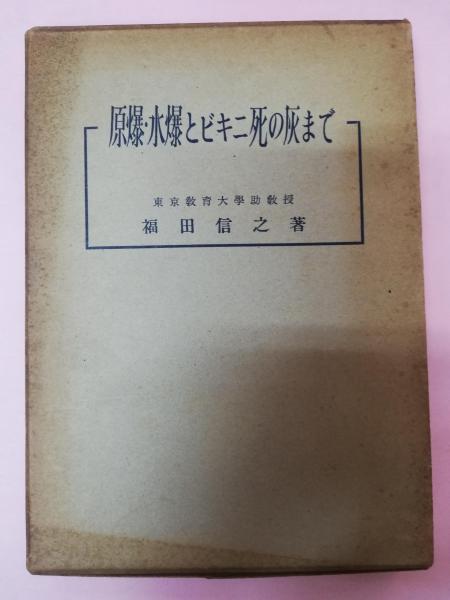 原爆・水爆とビキニ死の灰まで
東京教育大學助教授
福田信之著